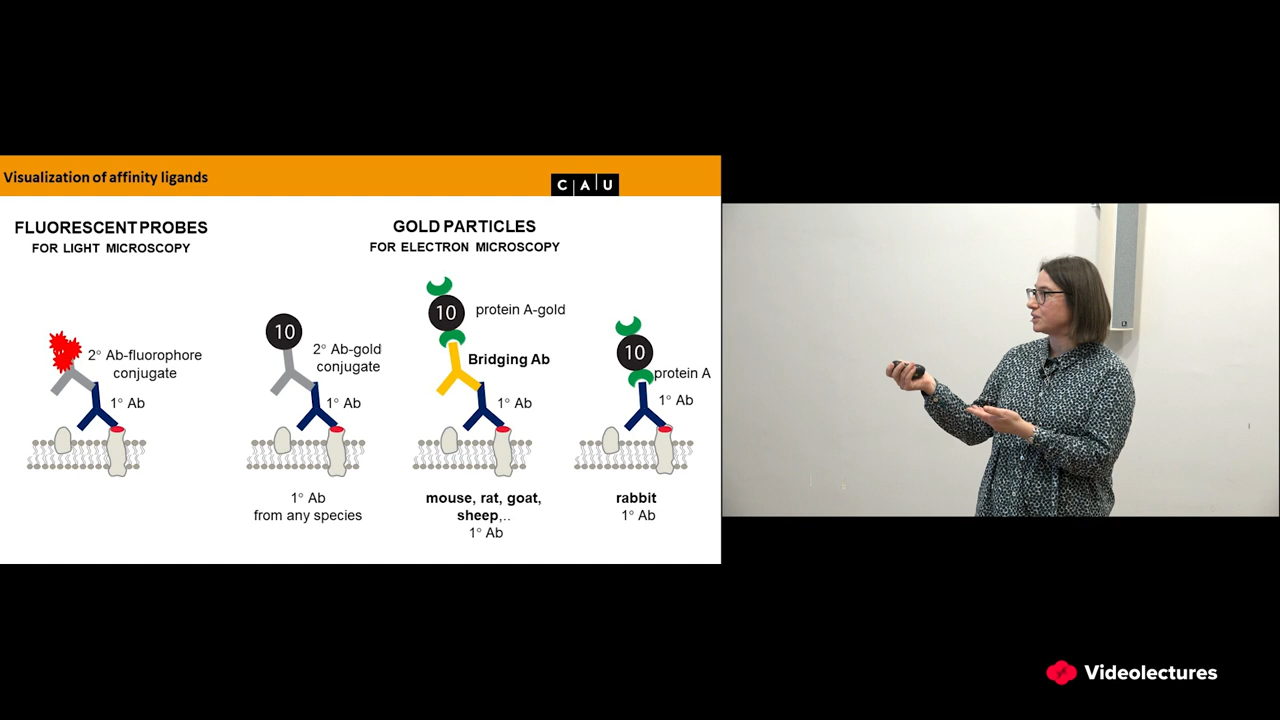 Visualization of affinity ligands
C A U
FLUORESCENT PROBES
FOR LIGHT MICROSCOPY
GOLD PARTICLES
FOR ELECTRON MICROSCOPY
2° Ab-fluorophore
conjugate
1° Ab
10
2° Ab-gold
conjugate
1° Ab
1° Ab
from any species
10
protein A-gold
Bridging Ab
1° Ab
mouse, rat, goat,
sheep,..
1° Ab
10
protein A
1° Ab
rabbit
1° Ab
Videolectures